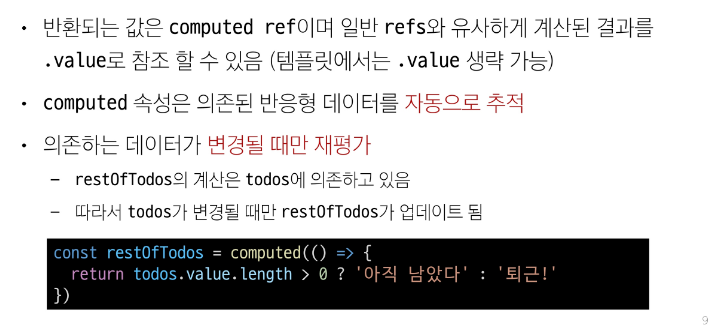 • 반환되는 값은 computed ref이며 일반 refs와 유사하게 계산된 결과를
.value로 참조 할 수 있음 (템플릿에서는 .value 생략 가능)
• computed 속성은 의존된 반응형 데이터를 자동으로 추적
• 의존하는 데이터가 변경될 때만 재평가
– restOfTodos의 계산은 todos에 의존하고 있음
– 따라서 todos가 변경될 때만 restOfTodos가 업데이트 됨
const restOfTodos = computed(() => {
  return todos.value.length > 0 ? '아직 남았다' : '퇴근!'
})
9